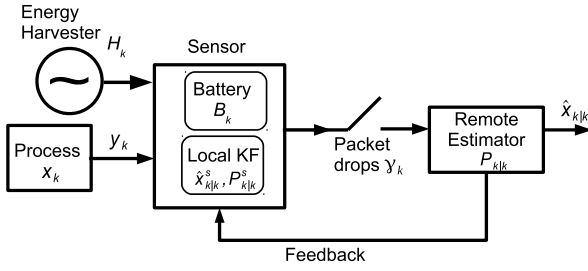 Energy
Harvester
H_k
Sensor
Battery
B_k
Process
x_k
y_k
Local KF
x̂^s_{k|k}, P^s_{k|k}
Packet
drops γ_k
Remote
Estimator
P_{k|k}
x̂_{k|k}
Feedback